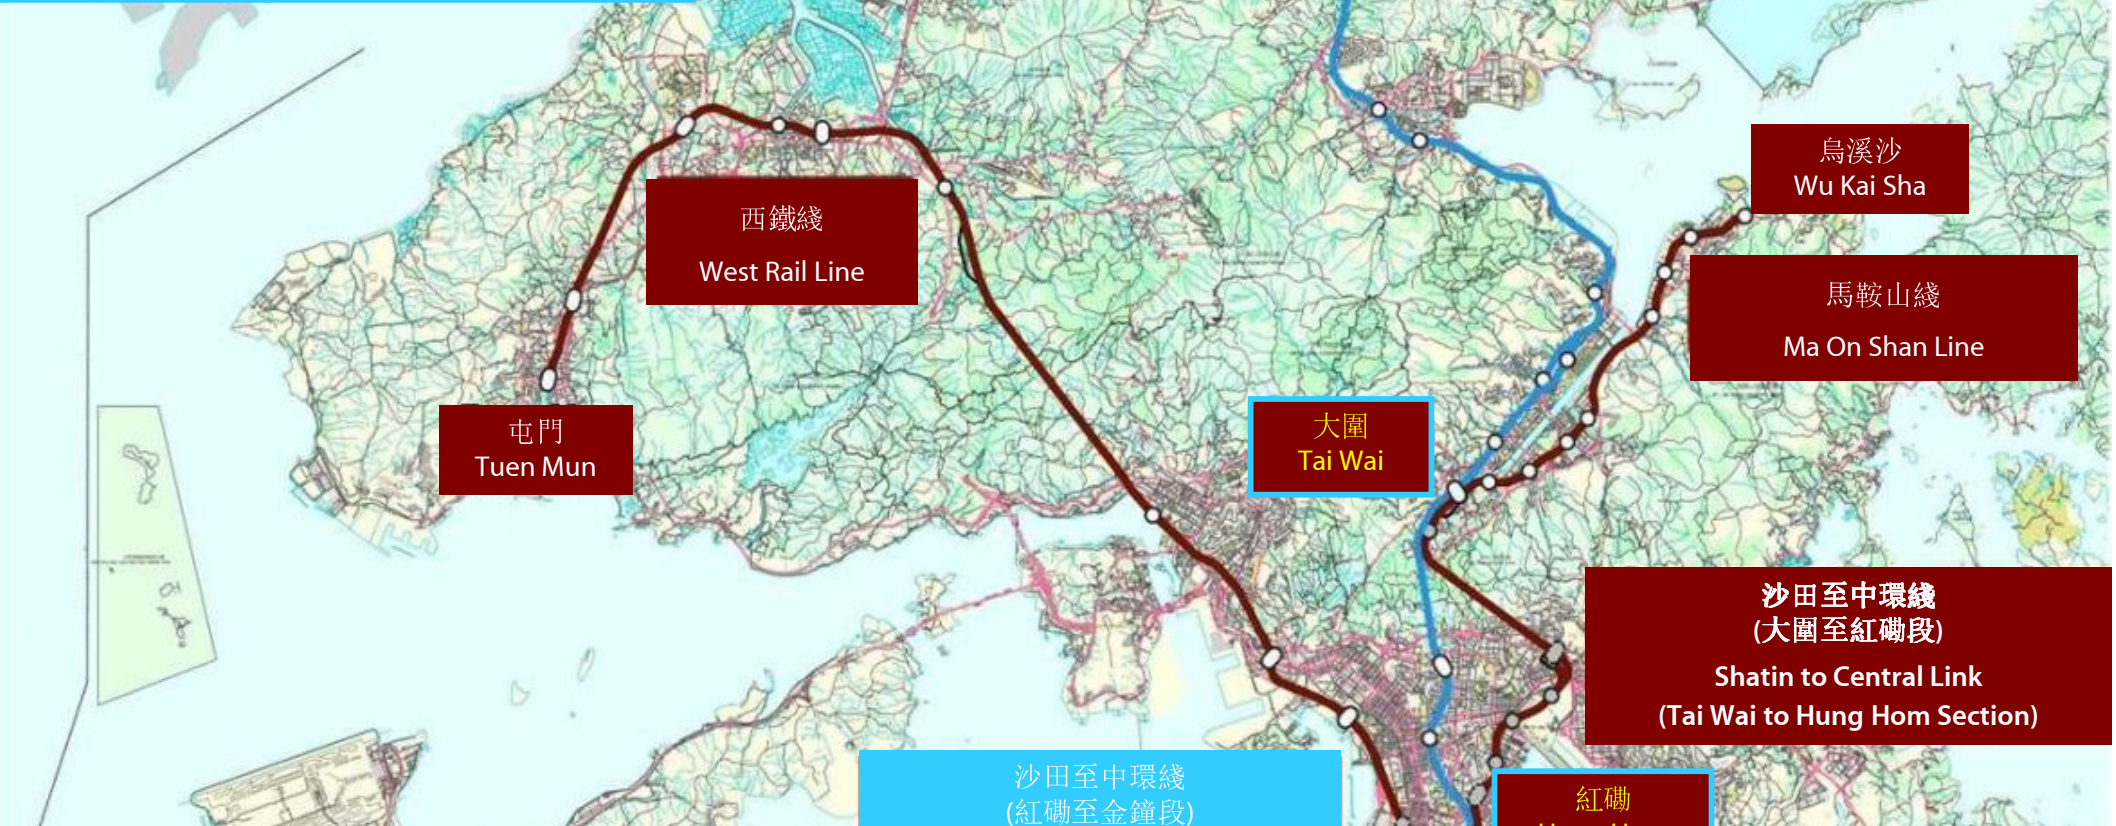 烏溪沙
Wu Kai Sha
西鐵綫
West Rail Line
馬鞍山綫
Ma On Shan Line
屯門
Tuen Mun
大圍
Tai Wai
沙田至中環綫
(大圍至紅磡段)
Shatin to Central Link
(Tai Wai to Hung Hom Section)
沙田至中環綫
(紅磡至金鐘段)
紅磡